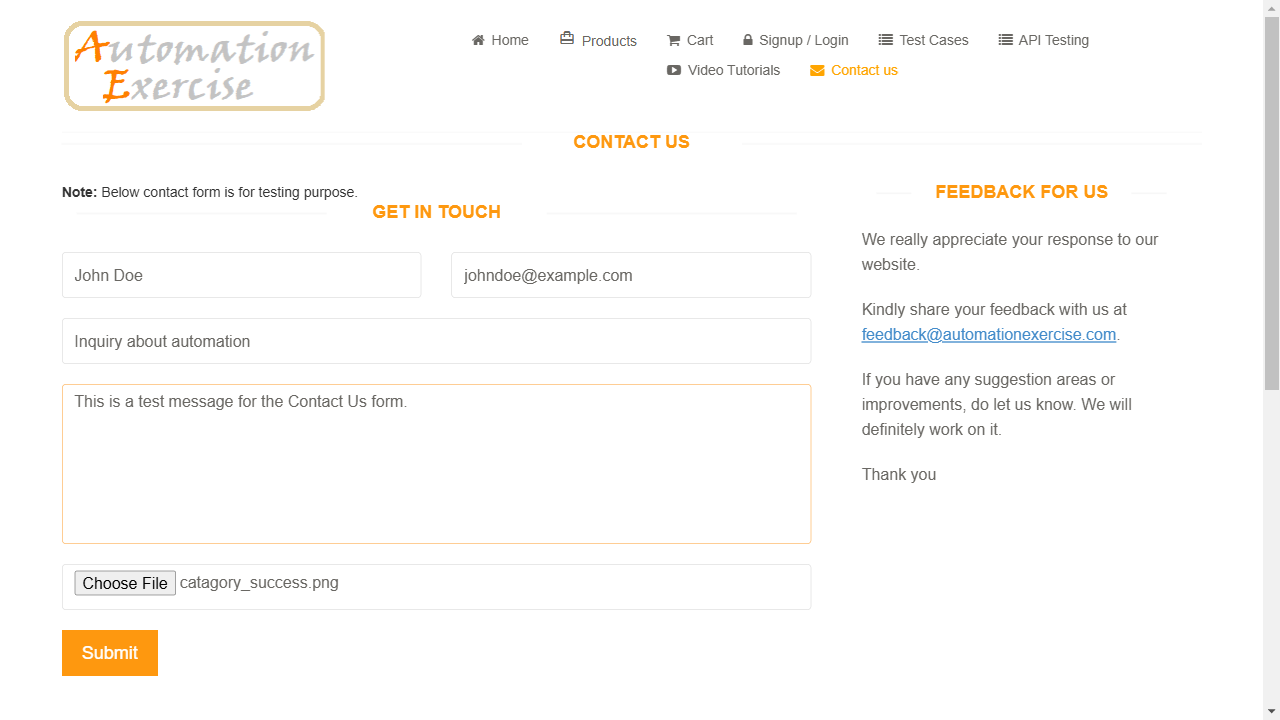 Automation
Exercise
Home Products Cart Signup / Login Test Cases API Testing
Video Tutorials Contact us
CONTACT US
Note: Below contact form is for testing purpose.
GET IN TOUCH
John Doe johndoe@example.com
Inquiry about automation
This is a test message for the Contact Us form.
Choose File catagory_success.png
Submit
FEEDBACK FOR US
We really appreciate your response to our
website.
Kindly share your feedback with us at
feedback@automationexercise.com.
If you have any suggestion areas or
improvements, do let us know. We will
definitely work on it.
Thank you